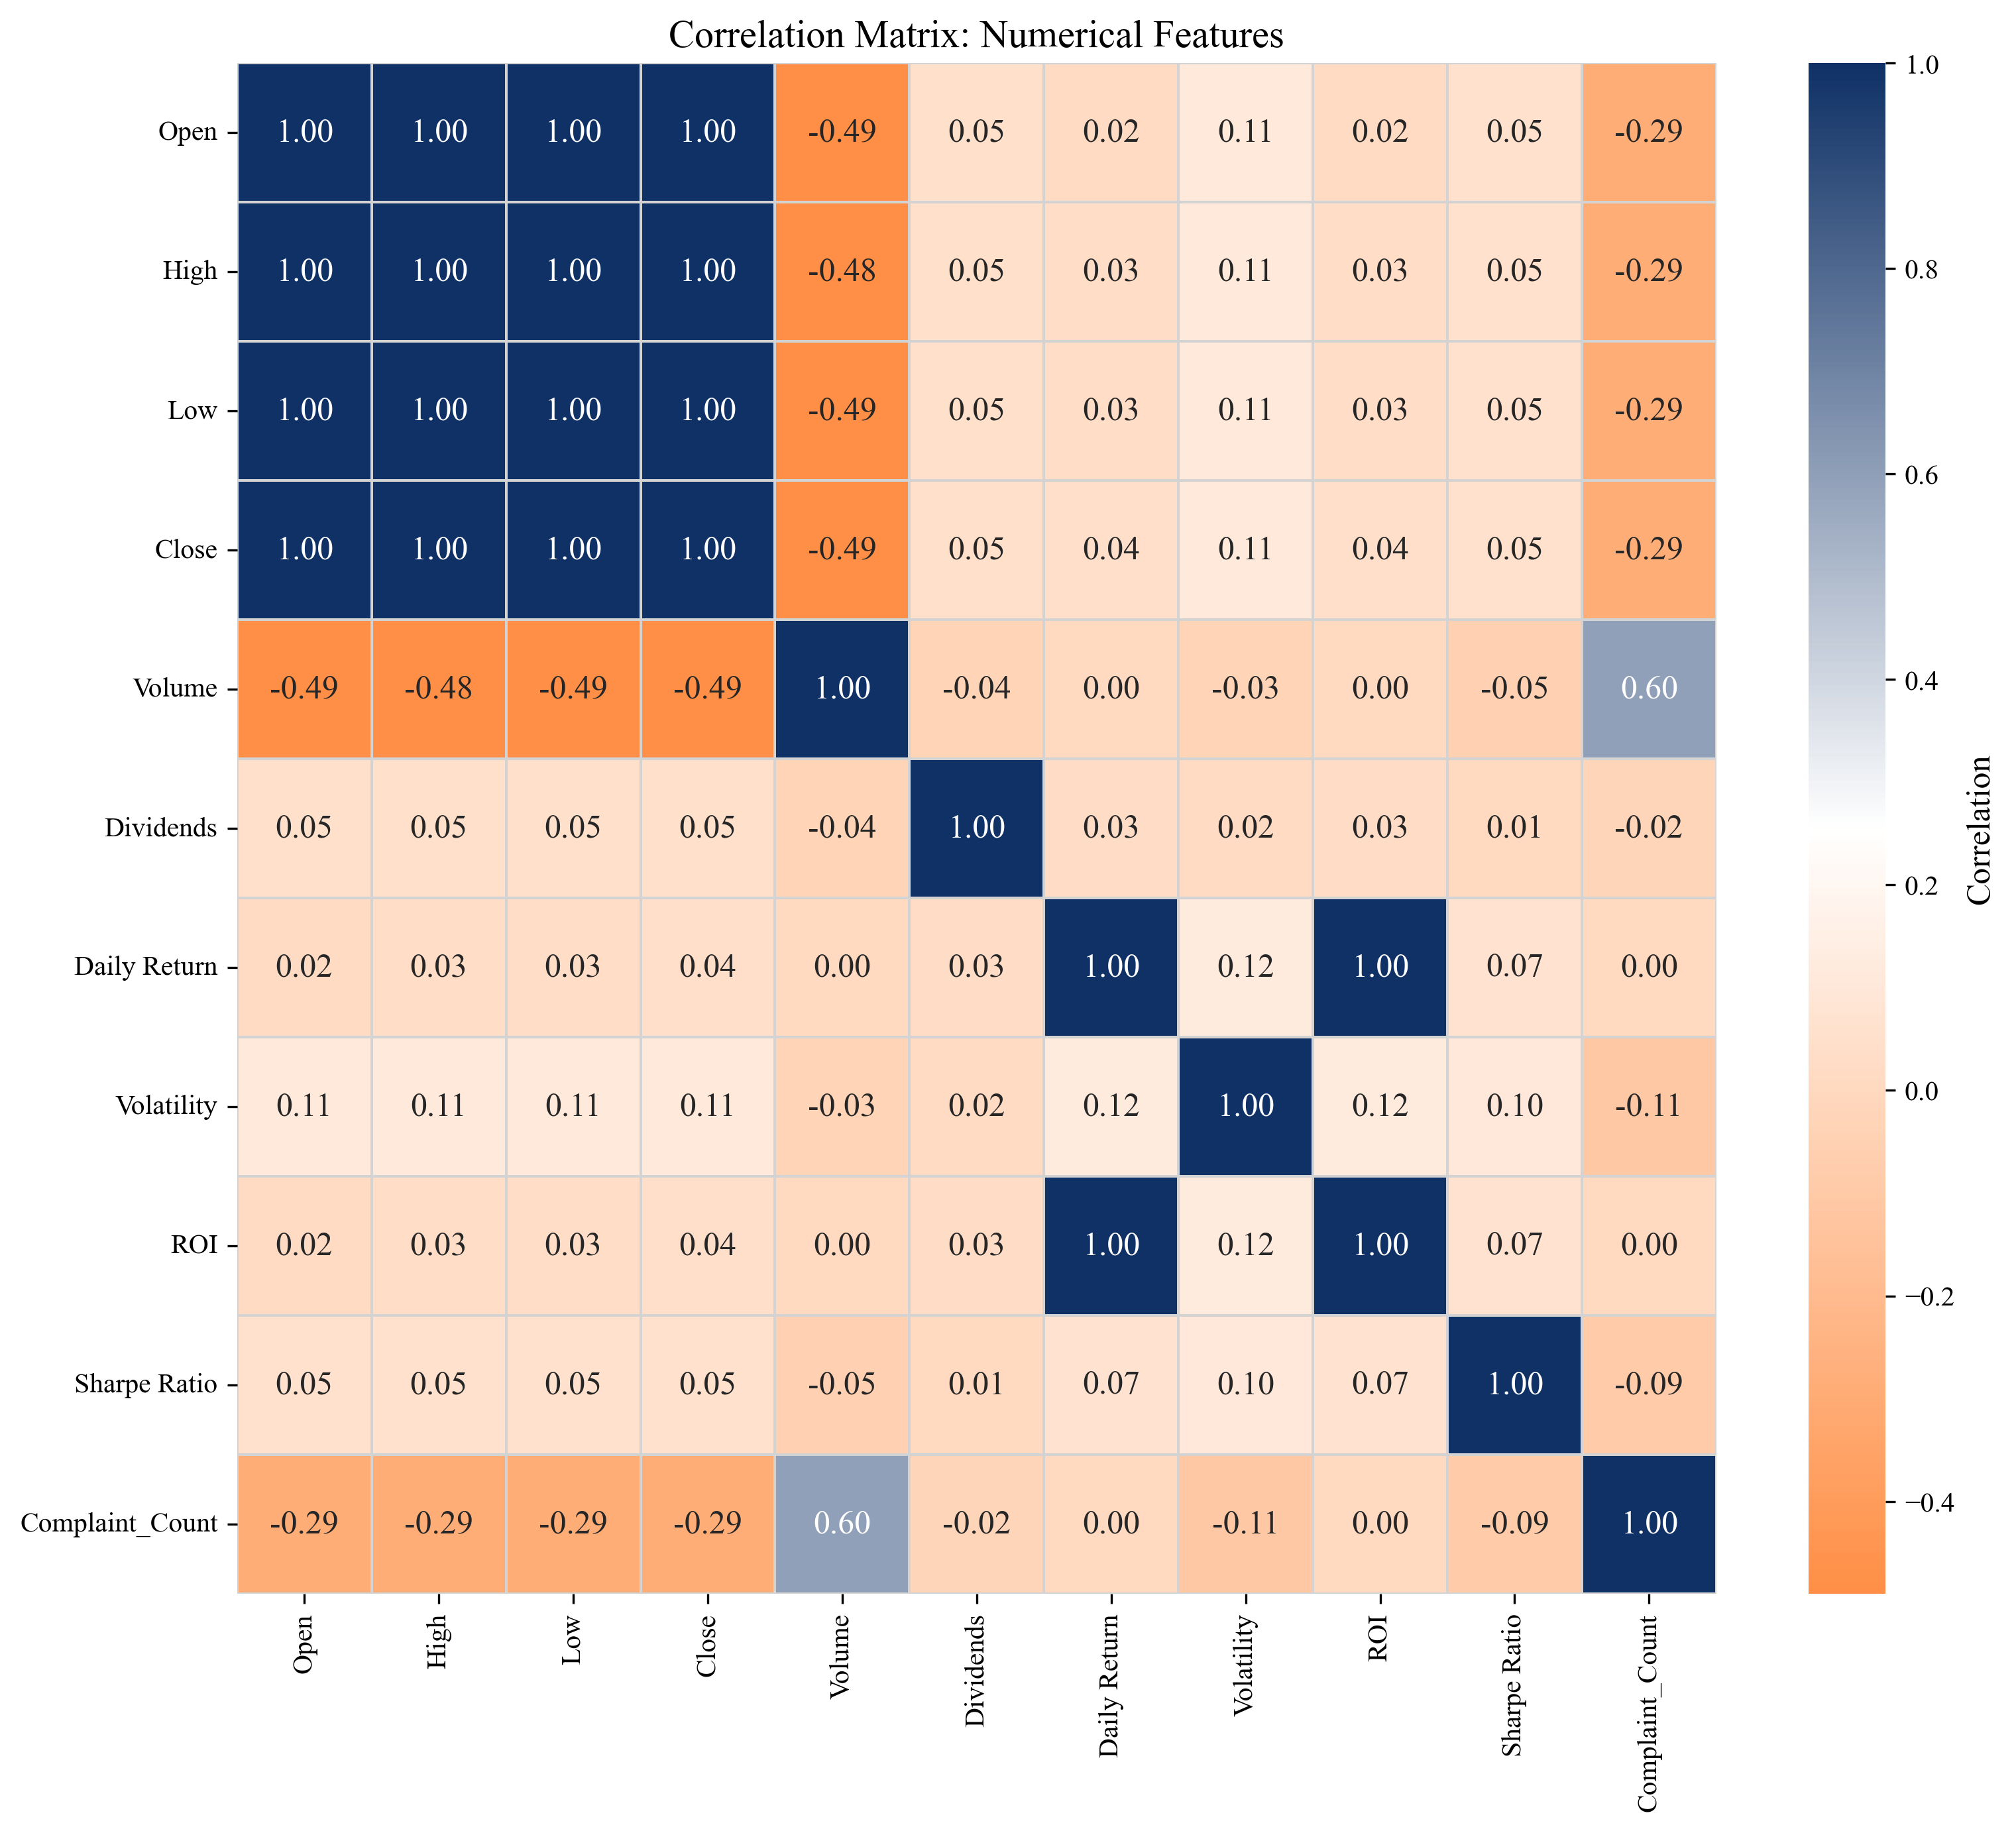 Correlation Matrix: Numerical Features
Open 1.00 1.00 1.00 1.00 -0.49 0.05 0.02 0.11 0.02 0.05 -0.29
High 1.00 1.00 1.00 1.00 -0.48 0.05 0.03 0.11 0.03 0.05 -0.29
Low 1.00 1.00 1.00 1.00 -0.49 0.05 0.03 0.11 0.03 0.05 -0.29
Close 1.00 1.00 1.00 1.00 -0.49 0.05 0.04 0.11 0.04 0.05 -0.29
Volume -0.49 -0.48 -0.49 -0.49 1.00 -0.04 0.00 -0.03 0.00 -0.05 0.60
Dividends 0.05 0.05 0.05 0.05 -0.04 1.00 0.03 0.02 0.03 0.01 -0.02
Daily Return 0.02 0.03 0.03 0.04 0.00 0.03 1.00 0.12 1.00 0.07 0.00
Volatility 0.11 0.11 0.11 0.11 -0.03 0.02 0.12 1.00 0.12 0.10 -0.11
ROI 0.02 0.03 0.03 0.04 0.00 0.03 1.00 0.12 1.00 0.07 0.00
Sharpe Ratio 0.05 0.05 0.05 0.05 -0.05 0.01 0.07 0.10 0.07 1.00 -0.09
Complaint_Count -0.29 -0.29 -0.29 -0.29 0.60 -0.02 0.00 -0.11 0.00 -0.09 1.00
Open
High
Low
Close
Volume
Dividends
Daily Return
Volatility
ROI
Sharpe Ratio
Complaint_Count
1.0
0.8
0.6
0.4
0.2
0.0
−0.2
−0.4
Correlation